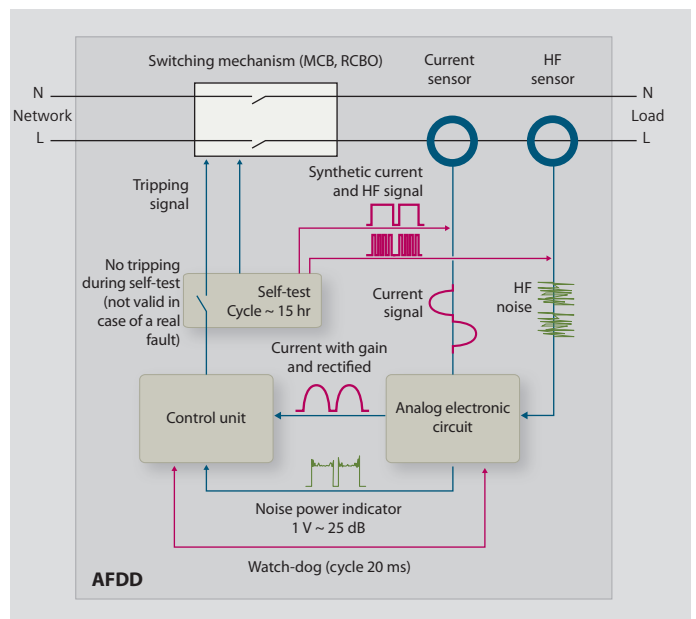 Switching mechanism (MCB, RCBO)
Current
sensor
HF
sensor
N
Network
L
N
Load
L
Tripping
signal
Synthetic current
and HF signal
No tripping
during self-test
(not valid in
case of a real
fault)
Self-test
Cycle ~ 15 hr
Current
signal
HF
noise
Current with gain
and rectified
Control unit
Analog electronic
circuit
Noise power indicator
1 V ~ 25 dB
Watch-dog (cycle 20 ms)
AFDD